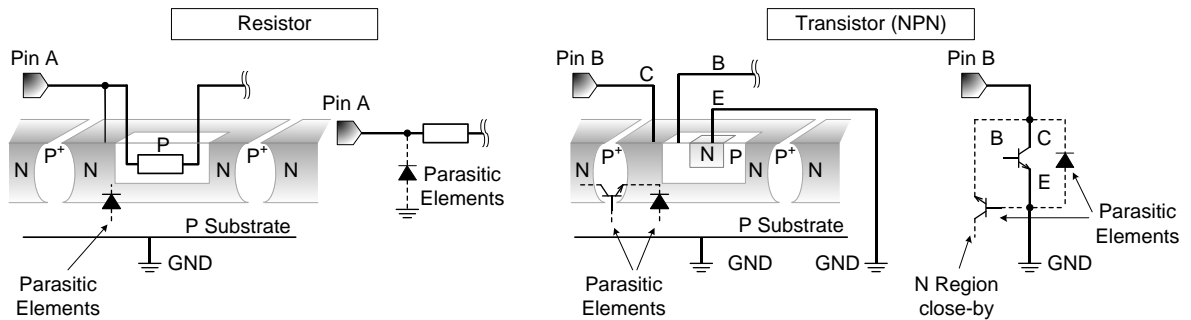 Resistor
Pin A
N
P+
N
P
N
P+
N
P Substrate
GND
Parasitic
Elements
Pin A
Parasitic
Elements
Transistor (NPN)
Pin B
C
B
E
N
P+
N
N
P
N
P+
N
P Substrate
GND
GND
Parasitic
Elements
Pin B
B
C
E
Parasitic
Elements
GND
N Region
close-by